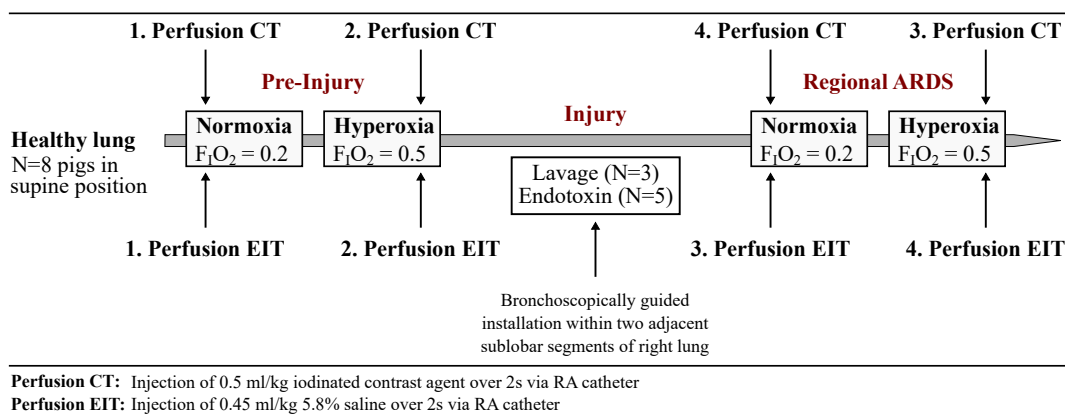 1. Perfusion CT
2. Perfusion CT
4. Perfusion CT
3. Perfusion CT
Pre-Injury
Regional ARDS
Injury
Healthy lung
N=8 pigs in
supine position
Normoxia
FIO2 = 0.2
Hyperoxia
FIO2 = 0.5
Normoxia
FIO2 = 0.2
Hyperoxia
FIO2 = 0.5
Lavage (N=3)
Endotoxin (N=5)
1. Perfusion EIT
2. Perfusion EIT
3. Perfusion EIT
4. Perfusion EIT
Bronchoscopically guided
installation within two adjacent
sublobar segments of right lung
Perfusion CT: Injection of 0.5 ml/kg iodinated contrast agent over 2s via RA catheter
Perfusion EIT: Injection of 0.45 ml/kg 5.8% saline over 2s via RA catheter